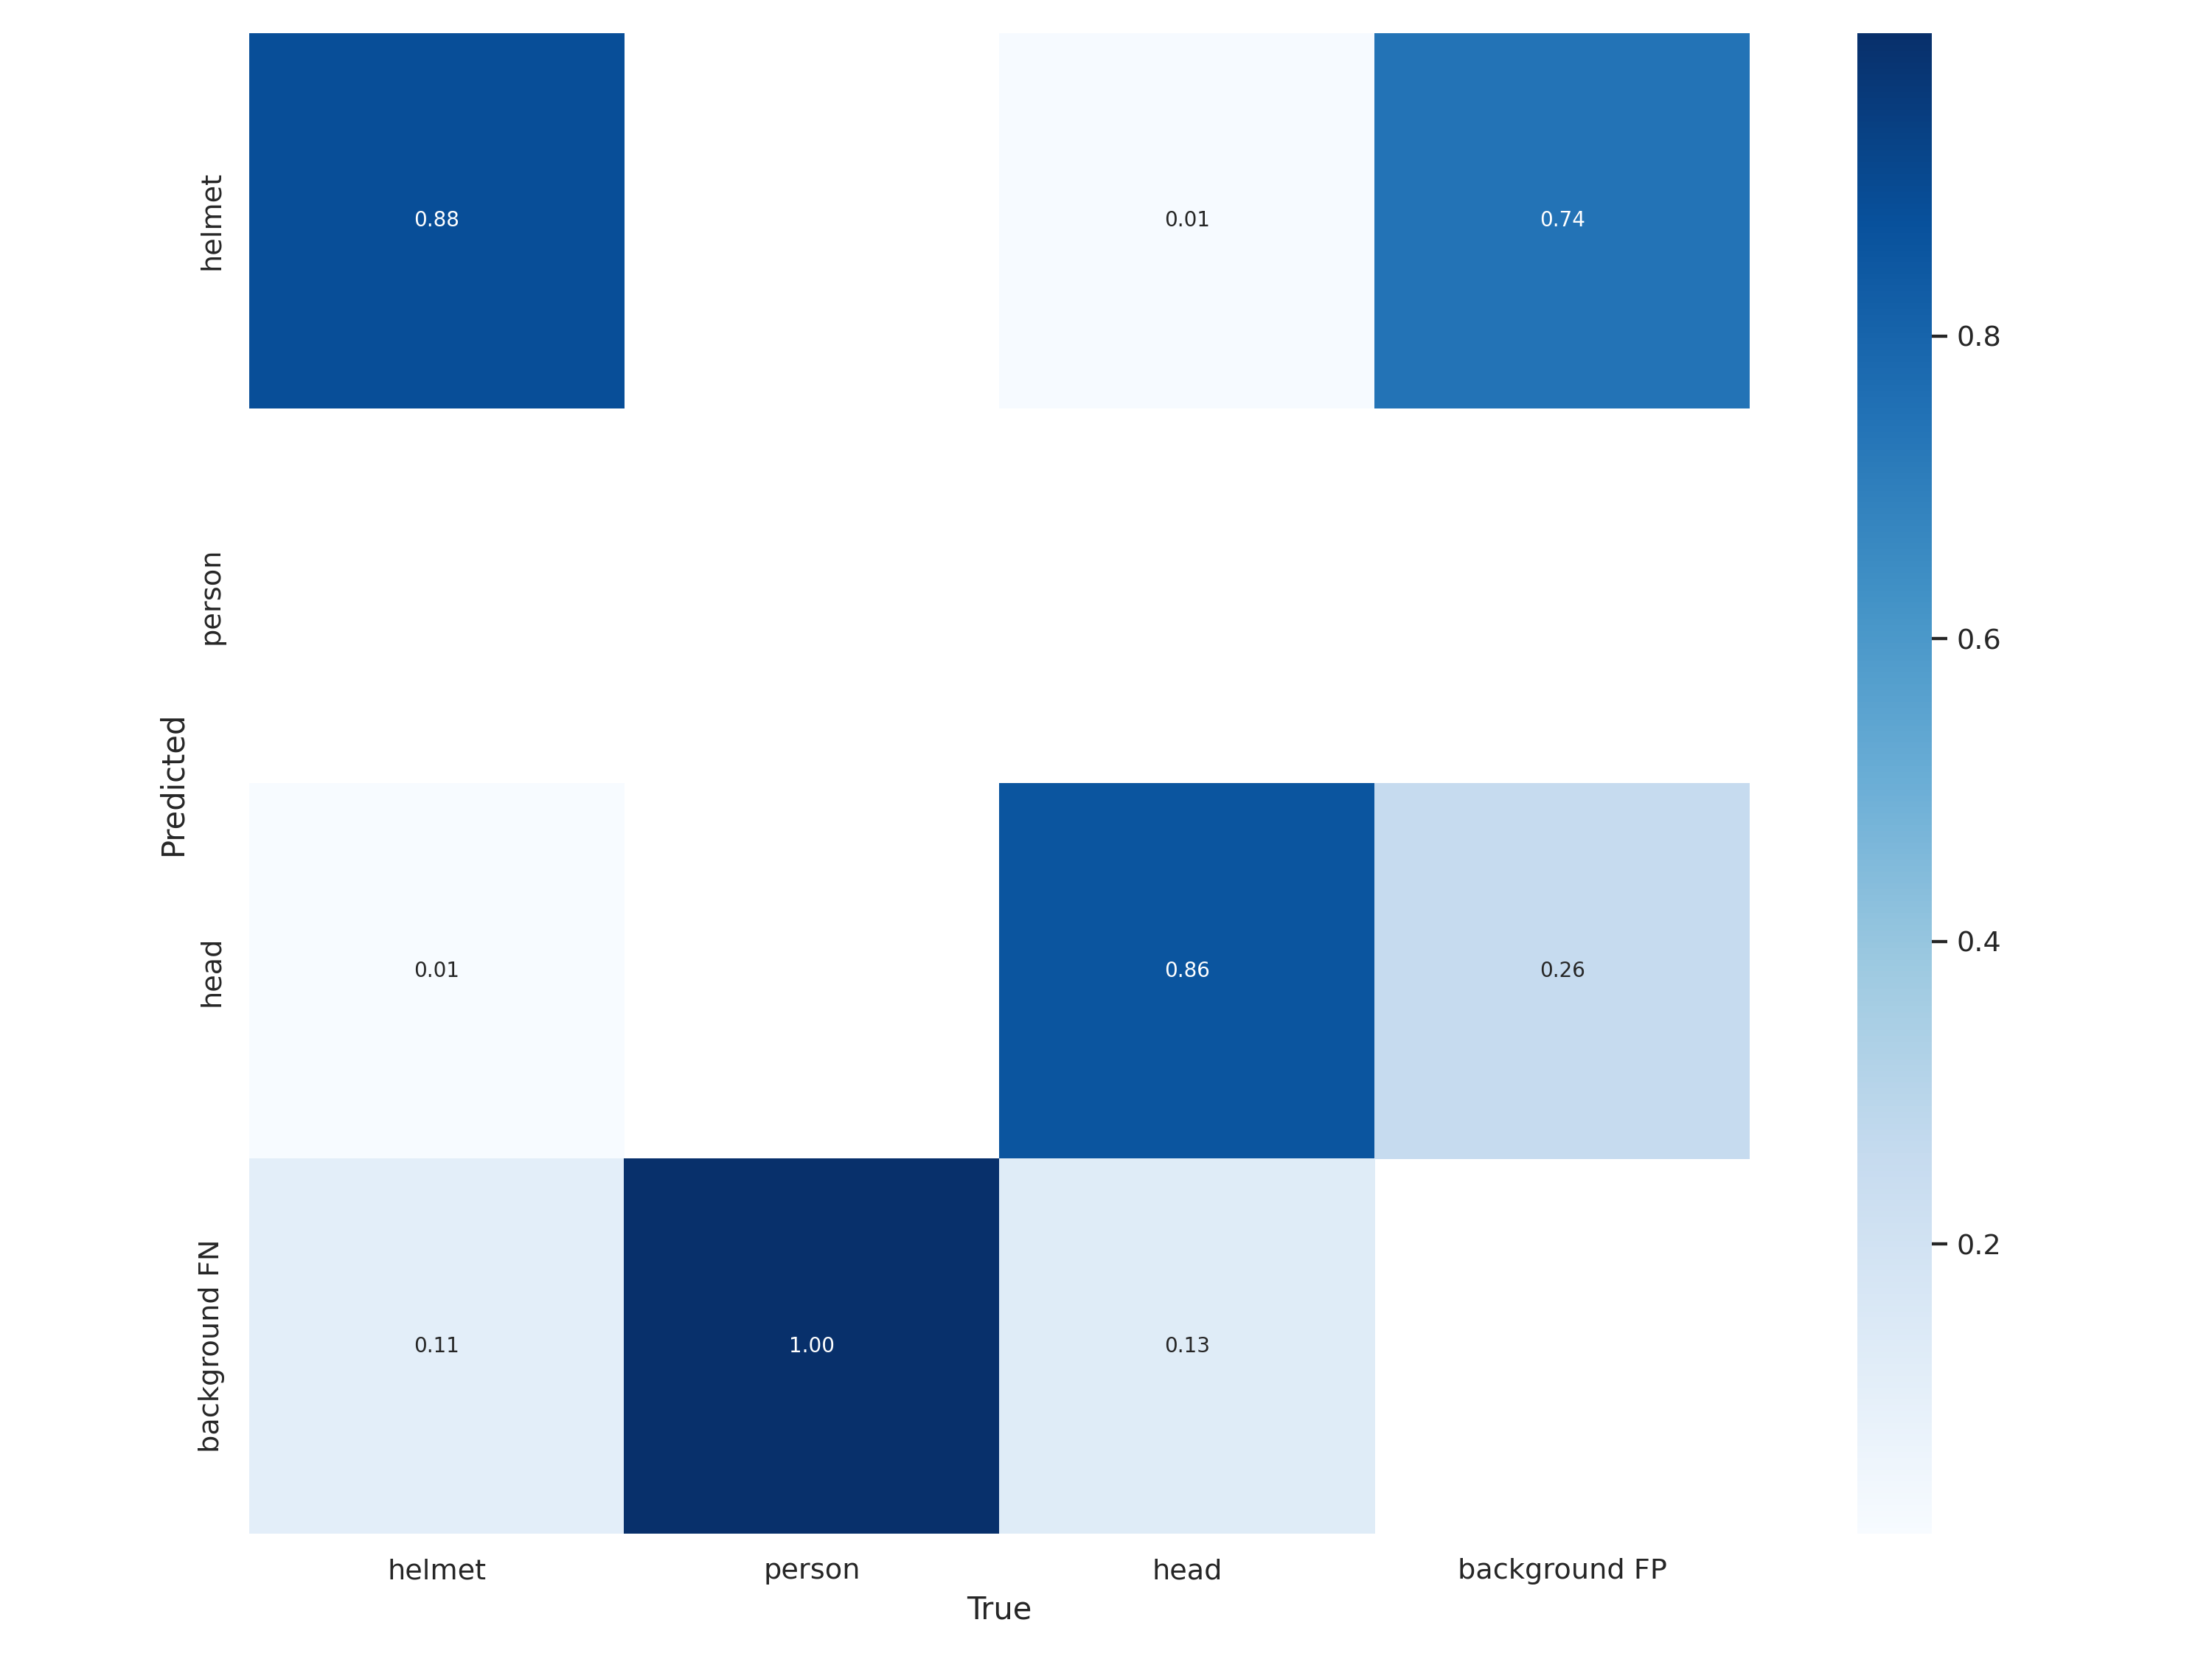 helmet
0.88
0.01
0.74
person
Predicted
head
0.01
0.86
0.26
background FN
0.11
1.00
0.13
helmet
person
head
background FP
True
0.8
0.6
0.4
0.2